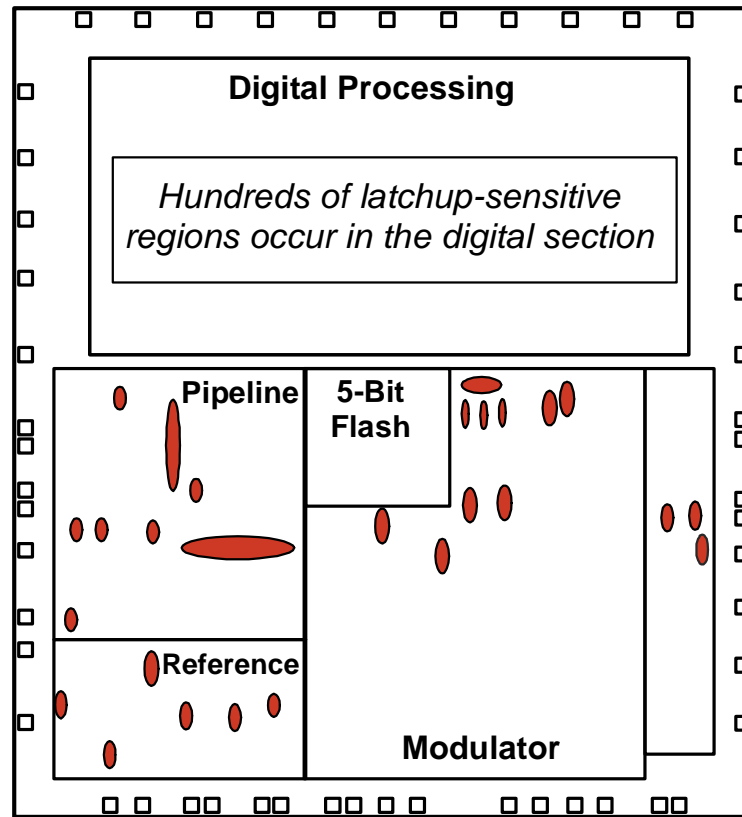 Digital Processing
Hundreds of latchup-sensitive
regions occur in the digital section
Pipeline
5-Bit
Flash
Reference
Modulator